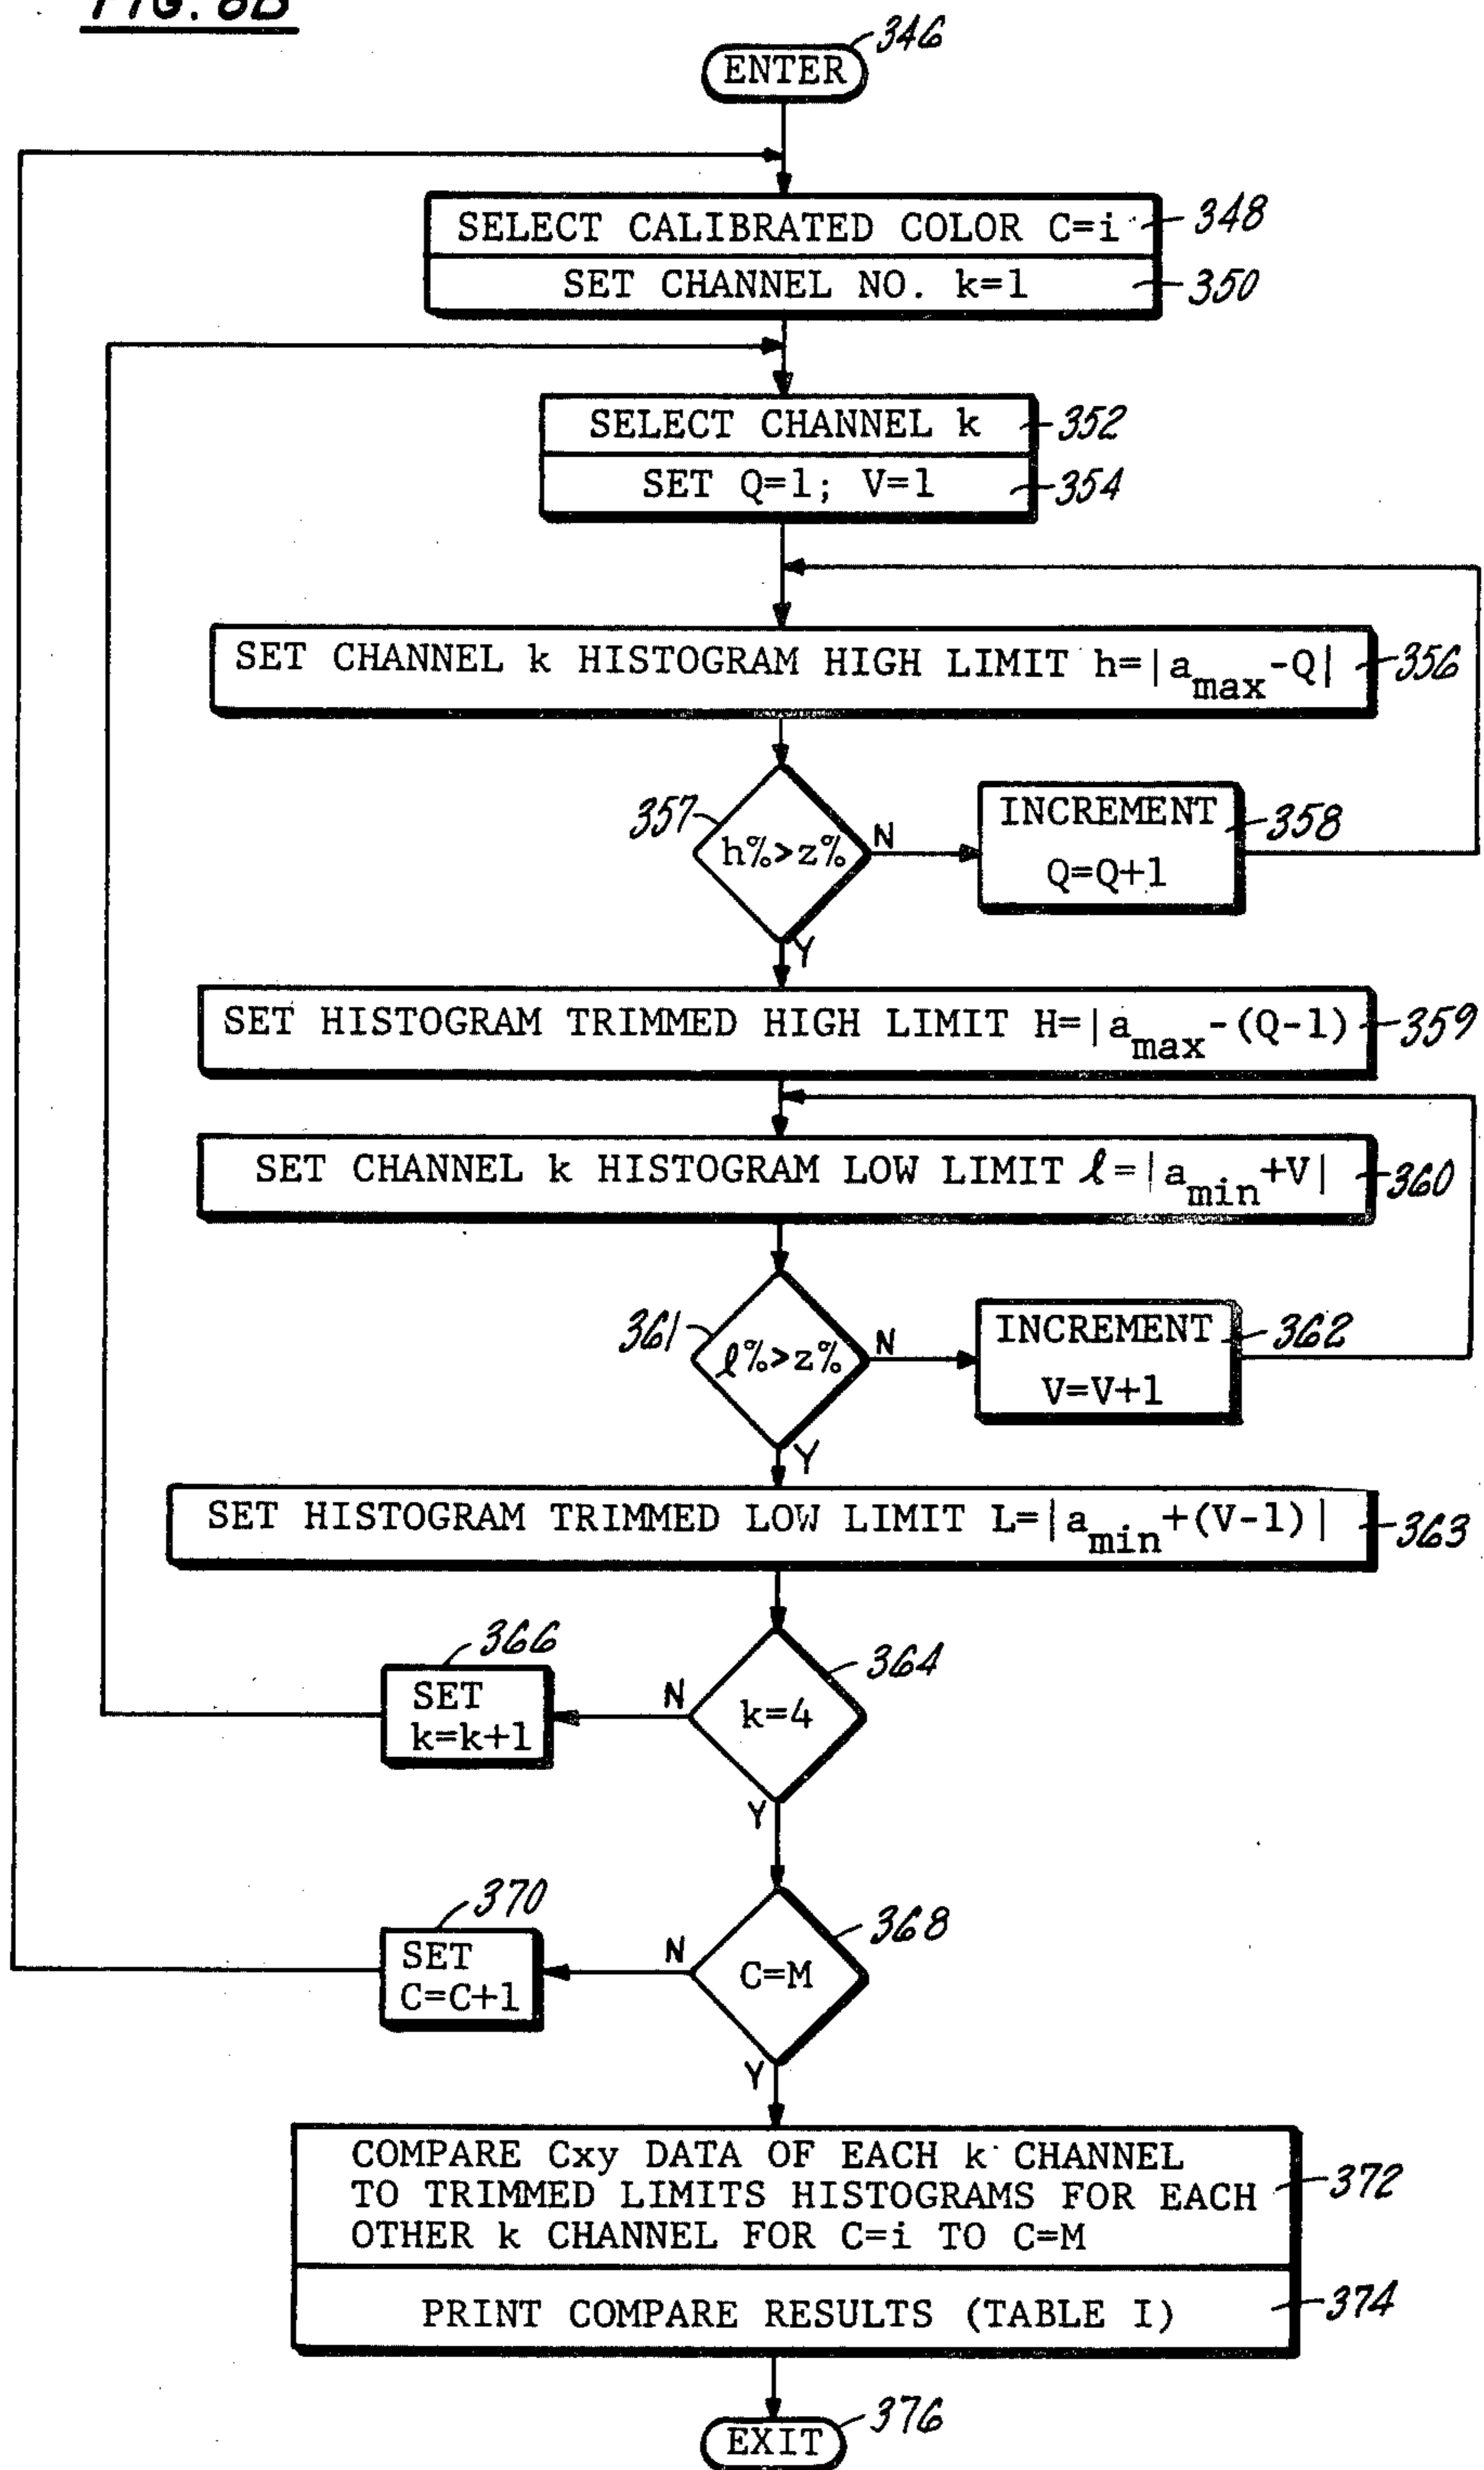 FIG. 8B
ENTER
346
SELECT CALIBRATED COLOR C=i
348
SET CHANNEL NO. k=1
350
SELECT CHANNEL k
352
SET Q=1; V=1
354
SET CHANNEL k HISTOGRAM HIGH LIMIT h=|a_max-Q|
356
357
h%>z%
N
Y
INCREMENT
Q=Q+1
358
SET HISTOGRAM TRIMMED HIGH LIMIT H=|a_max-(Q-1)
359
SET CHANNEL k HISTOGRAM LOW LIMIT ℓ=|a_min+V|
360
361
ℓ%>z%
N
Y
INCREMENT
V=V+1
362
SET HISTOGRAM TRIMMED LOW LIMIT L=|a_min+(V-1)|
363
366
SET
k=k+1
N
k=4
364
Y
370
SET
C=C+1
N
C=M
368
Y
COMPARE Cxy DATA OF EACH k CHANNEL
TO TRIMMED LIMITS HISTOGRAMS FOR EACH
OTHER k CHANNEL FOR C=i TO C=M
372
PRINT COMPARE RESULTS (TABLE I)
374
EXIT
376